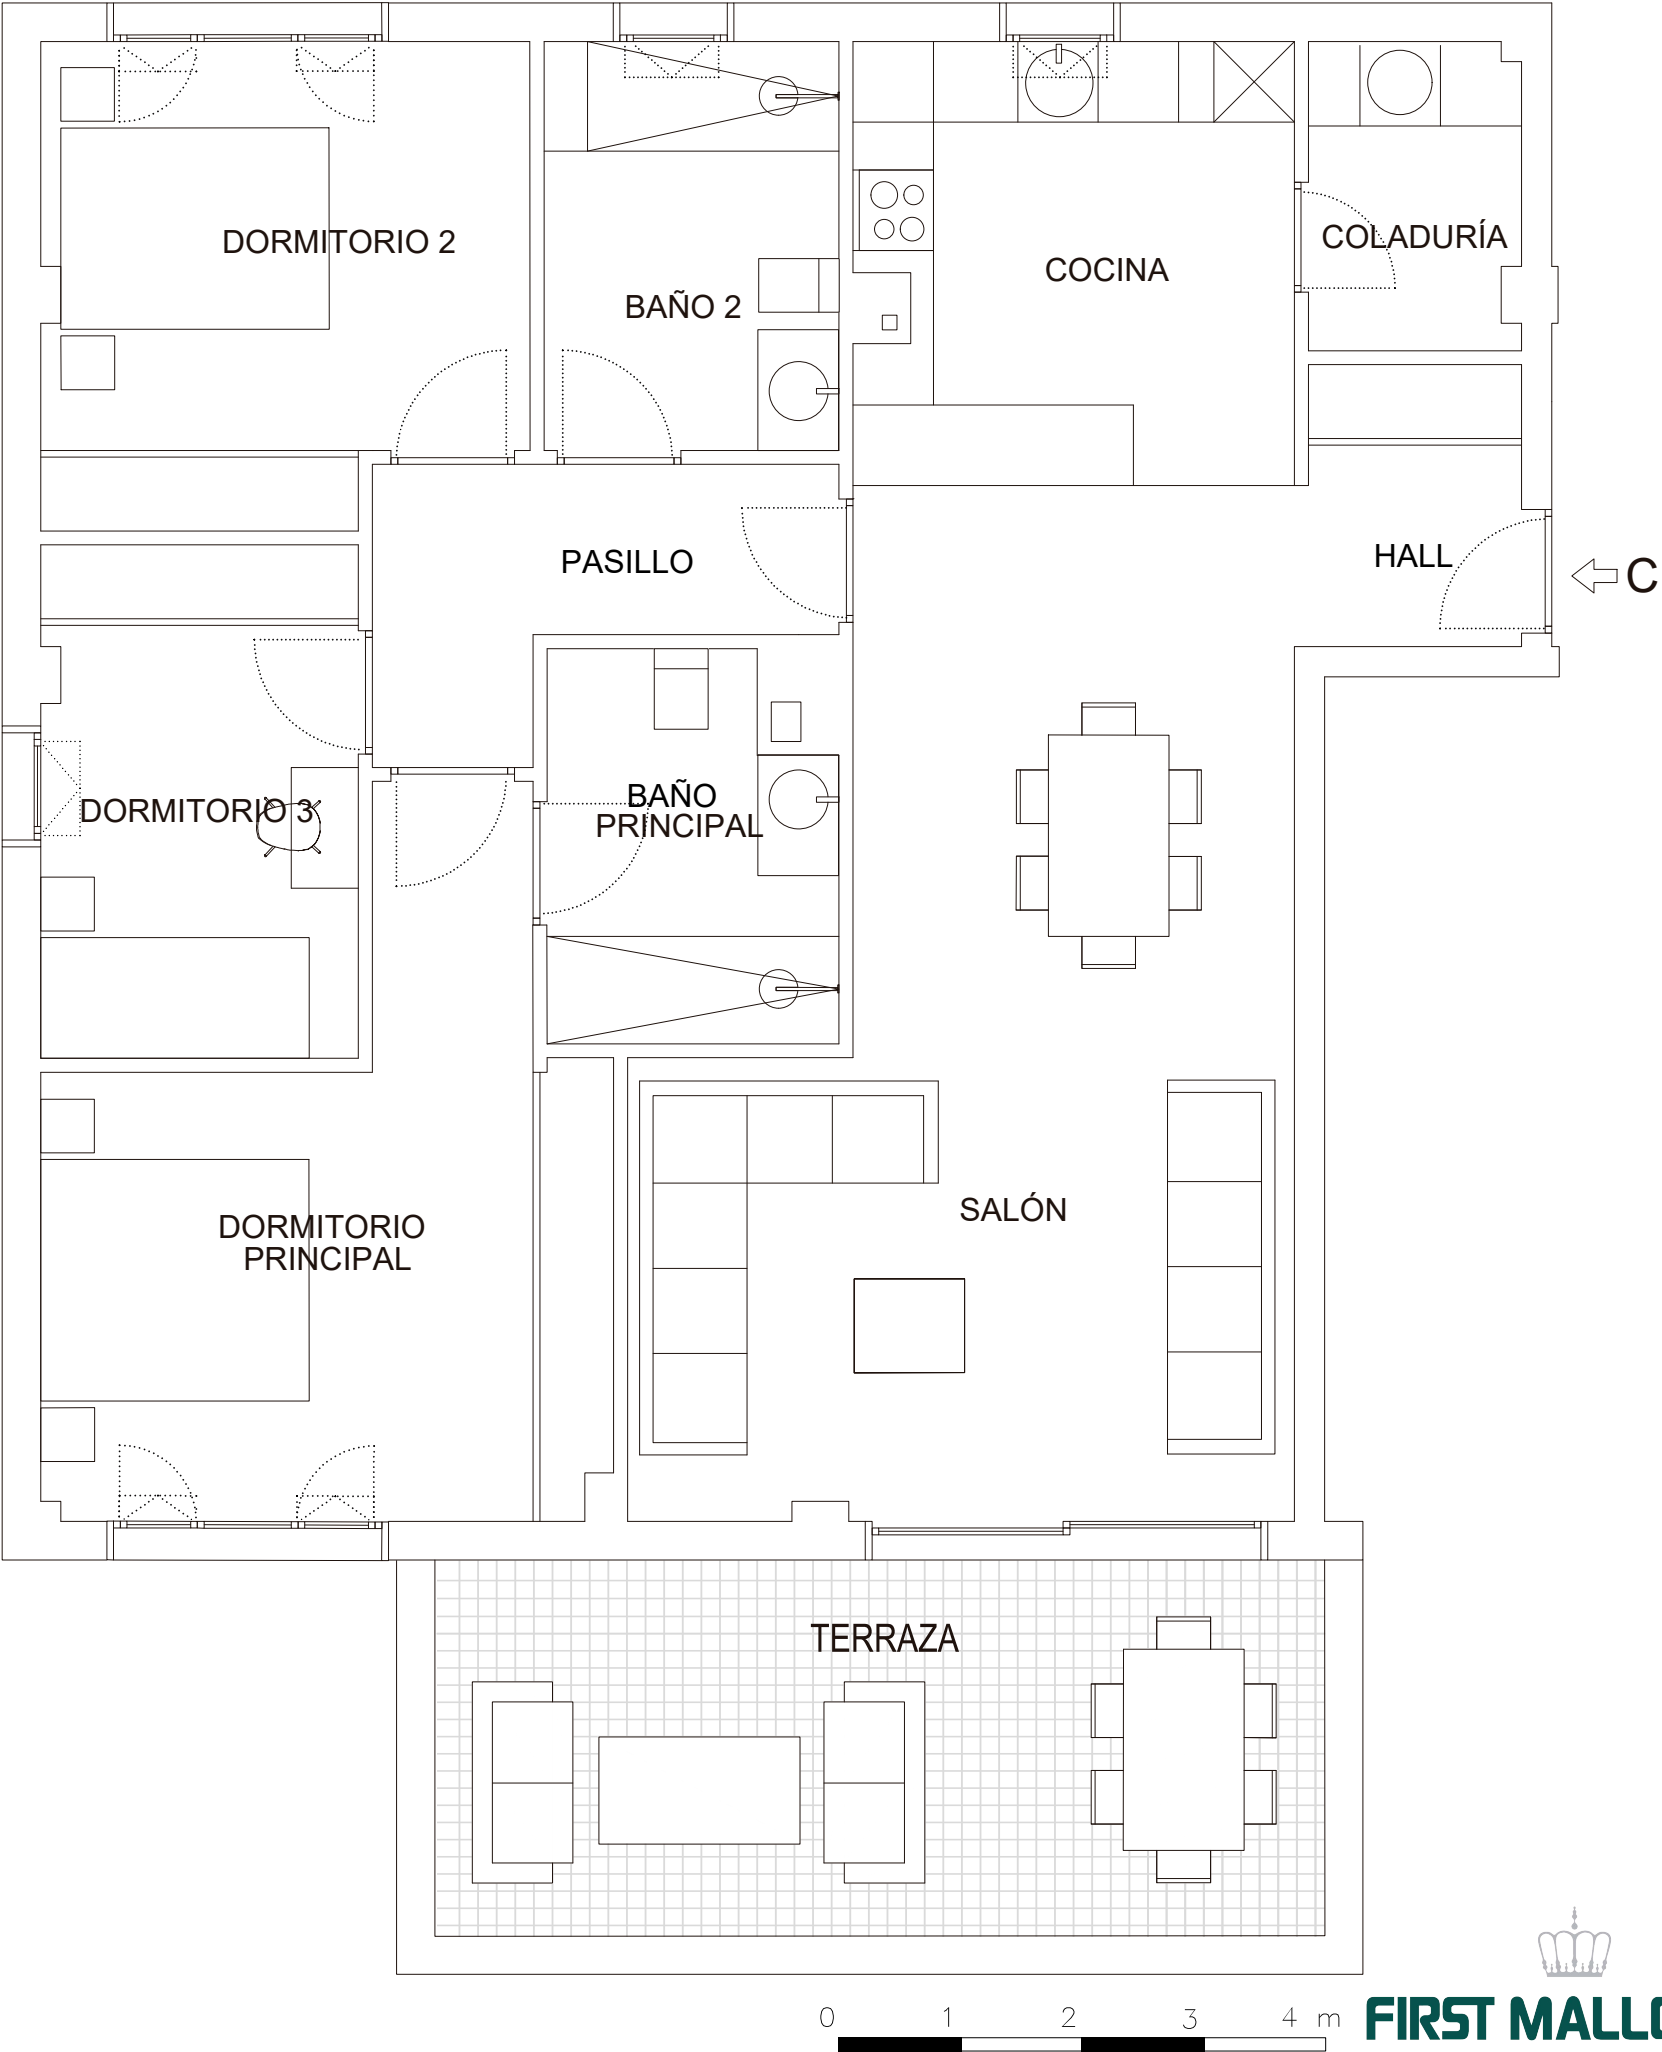 DORMITORIO 2
BAÑO 2
COCINA
COLADURÍA
PASILLO
HALL
C
DORMITORIO 3
BAÑO
PRINCIPAL
DORMITORIO
PRINCIPAL
SALÓN
TERRAZA
0 1 2 3 4 m
FIRST MALLO